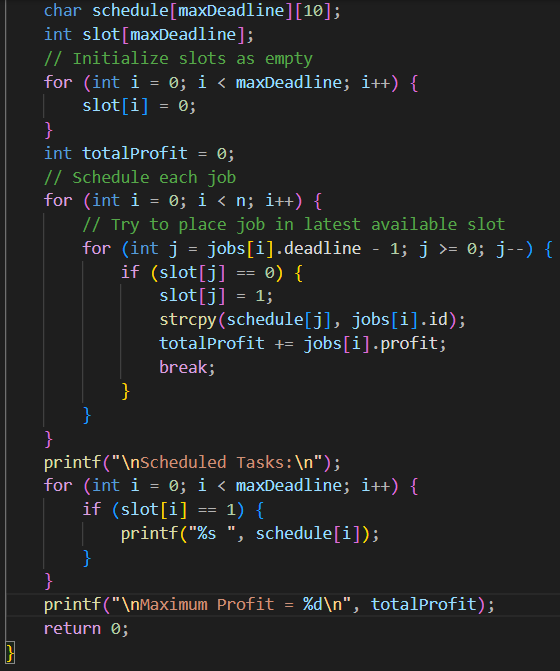 char schedule[maxDeadline][10];
int slot[maxDeadline];
// Initialize slots as empty
for (int i = 0; i < maxDeadline; i++) {
    slot[i] = 0;
}
int totalProfit = 0;
// Schedule each job
for (int i = 0; i < n; i++) {
    // Try to place job in latest available slot
    for (int j = jobs[i].deadline - 1; j >= 0; j--) {
        if (slot[j] == 0) {
            slot[j] = 1;
            strcpy(schedule[j], jobs[i].id);
            totalProfit += jobs[i].profit;
            break;
        }
    }
}
printf("\nScheduled Tasks:\n");
for (int i = 0; i < maxDeadline; i++) {
    if (slot[i] == 1) {
        printf("%s ", schedule[i]);
    }
}
printf("\nMaximum Profit = %d\n", totalProfit);
return 0;
}